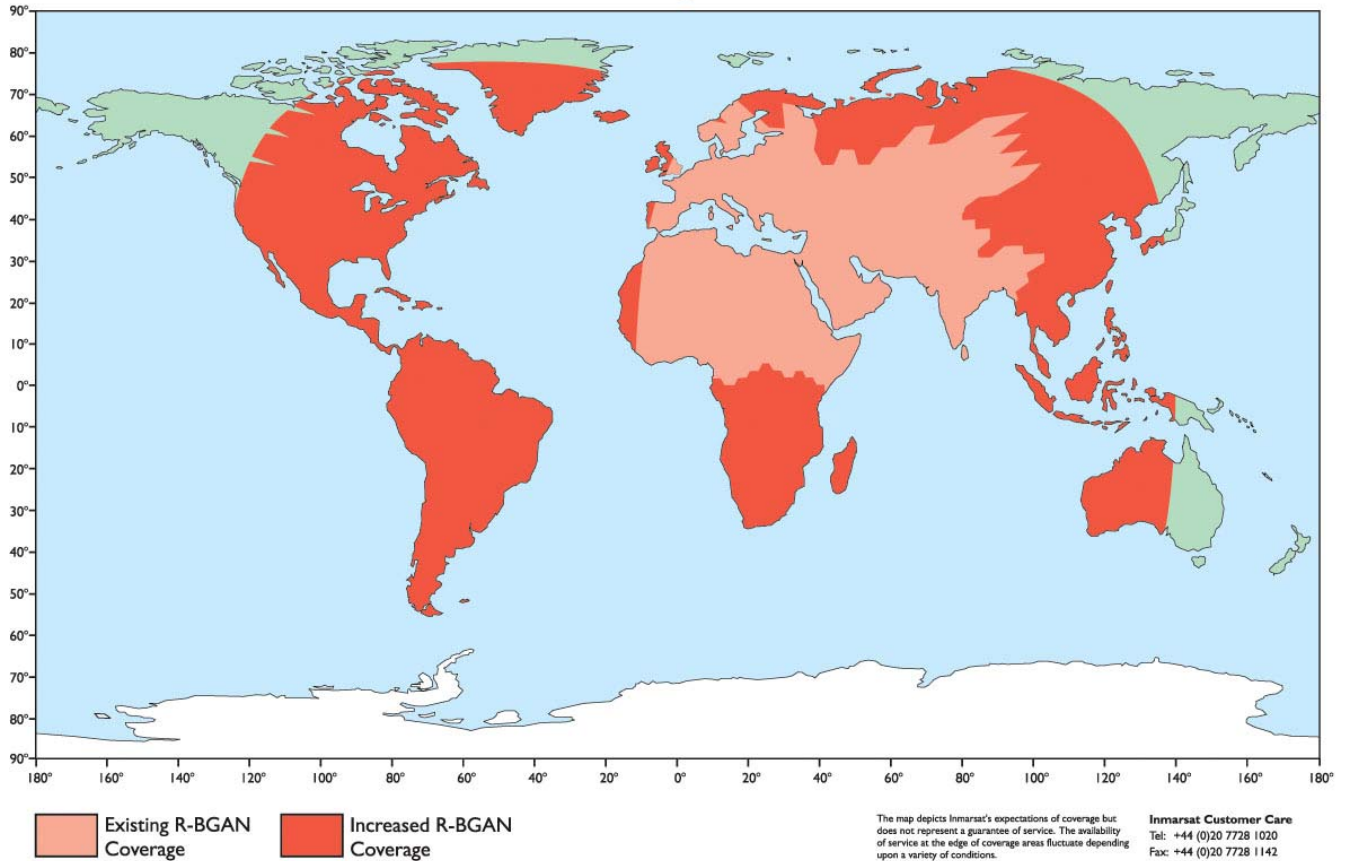 90°
80°
70°
60°
50°
40°
30°
20°
10°
0°
10°
20°
30°
40°
50°
60°
70°
80°
90°
180° 160° 140° 120° 100° 80° 60° 40° 20° 0° 20° 40° 60° 80° 100° 120° 140° 160° 180°
Existing R-BGAN
Coverage
Increased R-BGAN
Coverage
The map depicts Inmarsat's expectations of coverage but
does not represent a guarantee of service. The availability
of service at the edge of coverage areas fluctuate depending
upon a variety of conditions.
Inmarsat Customer Care
Tel: +44 (0)20 7728 1020
Fax: +44 (0)20 7728 1142